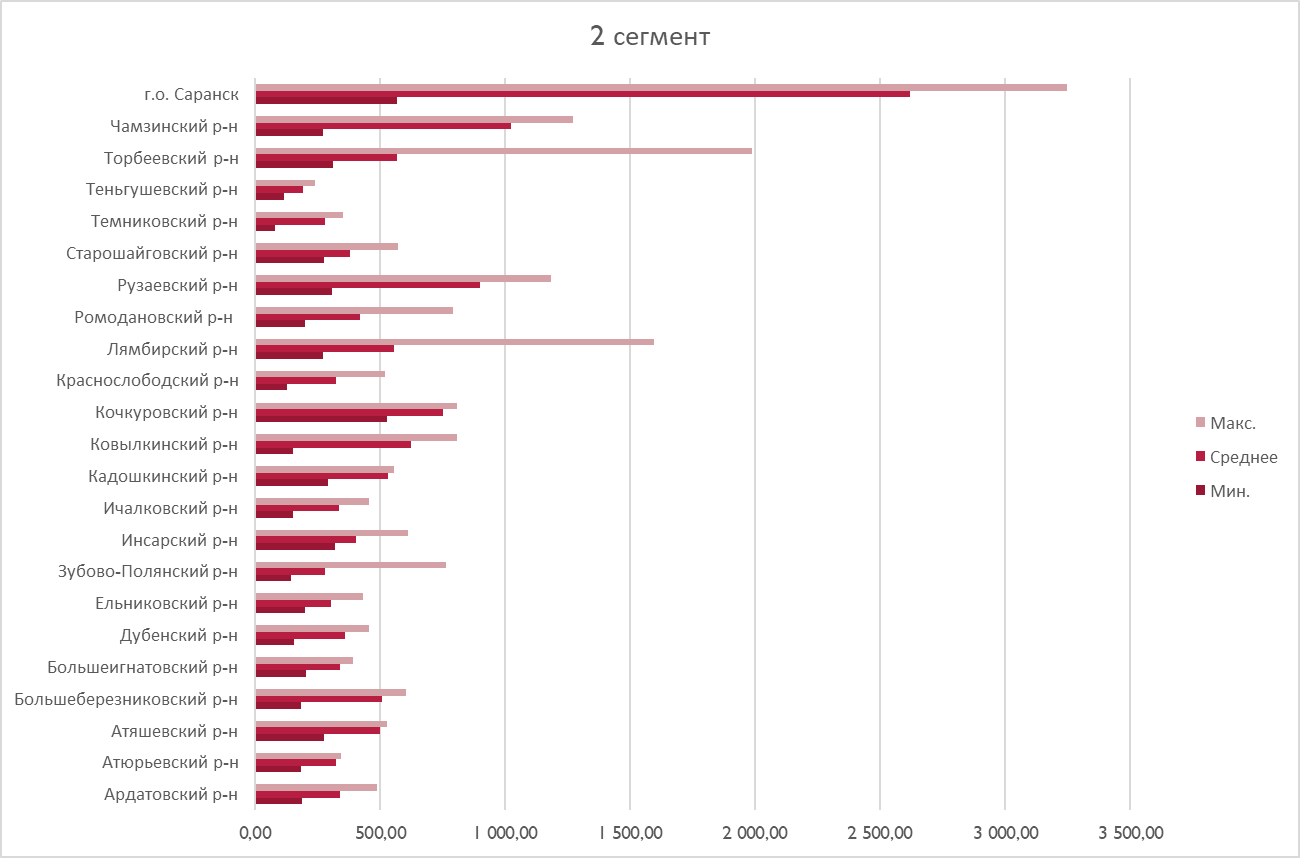 2 сегмент
г.о. Саранск
Чамзинский р-н
Торбеевский р-н
Теньгушевский р-н
Темниковский р-н
Старошайговский р-н
Рузаевский р-н
Ромодановский р-н
Лямбирский р-н
Краснослободский р-н
Кочкуровский р-н
Ковылкинский р-н
Кадошкинский р-н
Ичалковский р-н
Инсарский р-н
Зубово-Полянский р-н
Ельниковский р-н
Дубенский р-н
Большеигнатовский р-н
Большеберезниковский р-н
Атяшевский р-н
Атюрьевский р-н
Ардатовский р-н
0,00 500,00 1 000,00 1 500,00 2 000,00 2 500,00 3 000,00 3 500,00
Макс.
Среднее
Мин.